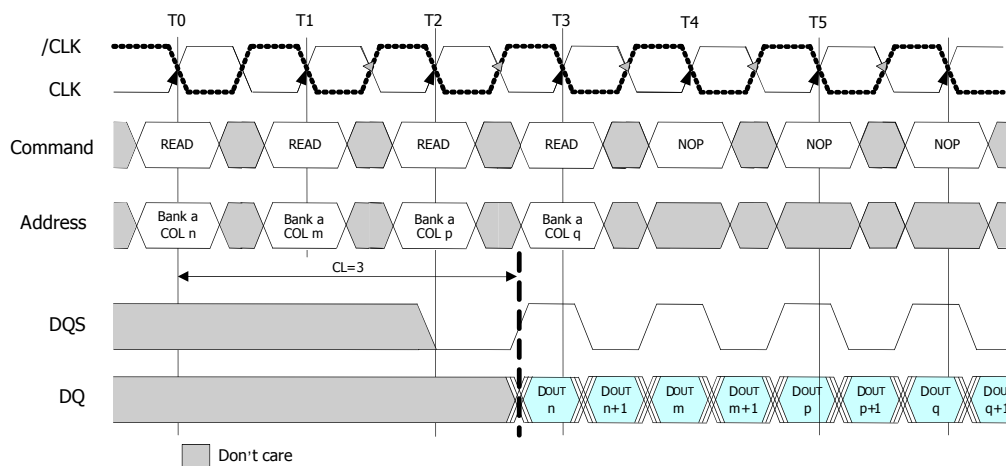 T0 T1 T2 T3 T4 T5
/CLK
CLK
Command READ READ READ READ NOP NOP NOP
Address Bank a Bank a Bank a Bank a
COL n COL m COL p COL q
CL=3
DQS
DQ DOUT DOUT DOUT DOUT DOUT DOUT DOUT DOUT
n n+1 m m+1 p p+1 q q+1
Don't care